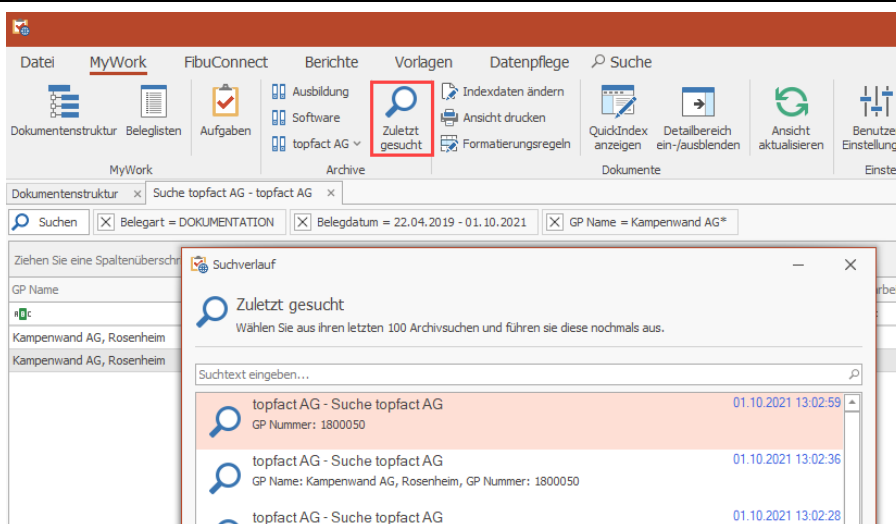 Datei MyWork FibuConnect Berichte Vorlagen Datenpflege Suche
Dokumentenstruktur Beleglisten Aufgaben
Ausbildung
Software
topfact AG
Zuletzt gesucht
Indexdaten ändern
Ansicht drucken
Formatierungsregeln
QuickIndex anzeigen
Detailbereich ein-/ausblenden
Ansicht aktualisieren
MyWork Archive Dokumente
Dokumentenstruktur × Suche topfact AG - topfact AG ×
Suchen Belegart = DOKUMENTATION Belegdatum = 22.04.2019 - 01.10.2021 GP Name = Kampenwand AG*
Ziehen Sie eine
GP Name
Kampenwand AG, Rosenheim
Kampenwand AG, Rosenheim
Suchverlauf
Zuletzt gesucht
Wählen Sie aus ihren letzten 100 Archivsuchen und führen sie diese nochmals aus.
Suchtext eingeben...
topfact AG - Suche topfact AG 01.10.2021 13:02:59
GP Nummer: 1800050
topfact AG - Suche topfact AG 01.10.2021 13:02:36
GP Name: Kampenwand AG, Rosenheim, GP Nummer: 1800050
topfact AG - Suche topfact AG 01.10.2021 13:02:28